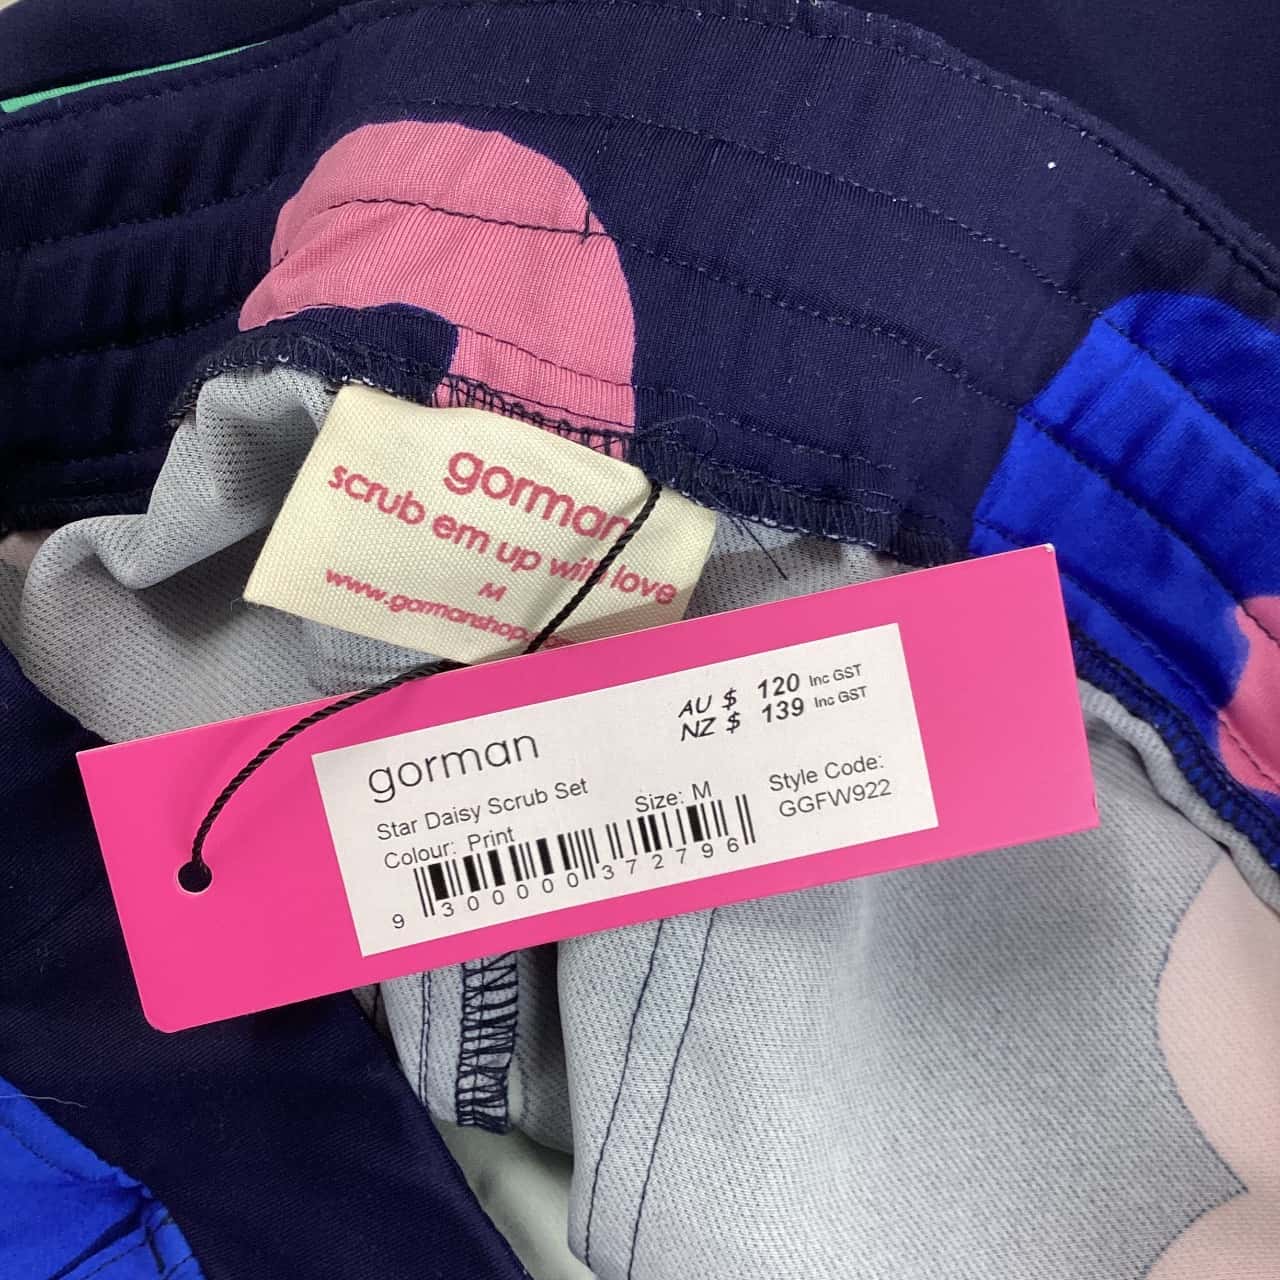 gorman
scrub em up with love
M
www.gormanshop.
gorman
AU $ 120 Inc GST
NZ $ 139 Inc GST
Star Daisy Scrub Set
Colour: Print
Size: M
Style Code:
GGFW922
9 300000 372796